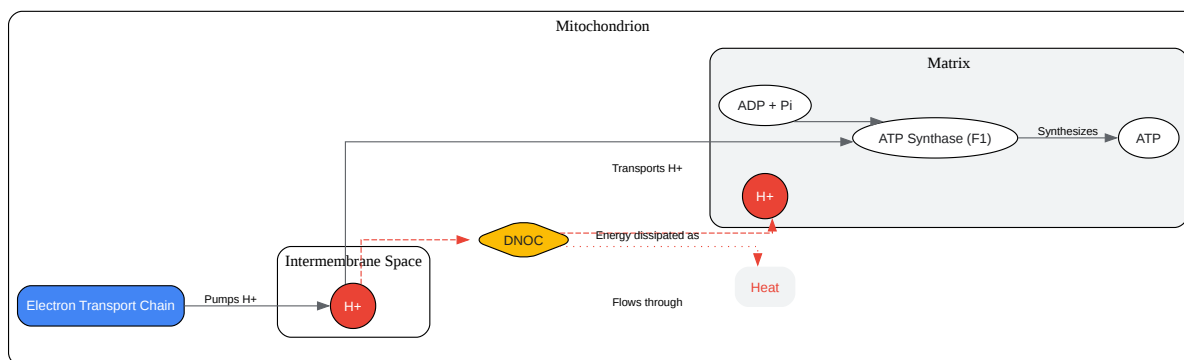 Mitochondrion
Matrix
ADP + Pi
ATP Synthase (F1)
Synthesizes
ATP
Transports H+
H+
DNOC
Energy dissipated as
Intermembrane Space
Heat
Electron Transport Chain
Pumps H+
H+
Flows through